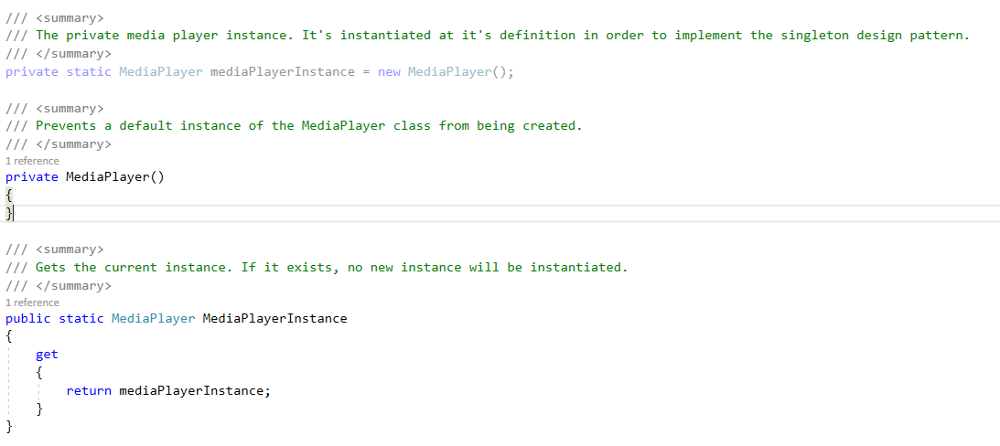 /// <summary>
/// The private media player instance. It's instantiated at it's definition in order to implement the singleton design pattern.
/// </summary>
private static MediaPlayer mediaPlayerInstance = new MediaPlayer();
/// <summary>
/// Prevents a default instance of the MediaPlayer class from being created.
/// </summary>
1 reference
private MediaPlayer()
{
}
/// <summary>
/// Gets the current instance. If it exists, no new instance will be instantiated.
/// </summary>
1 reference
public static MediaPlayer MediaPlayerInstance
{
    get
    {
        return mediaPlayerInstance;
    }
}